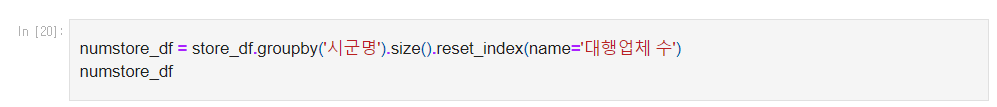 In [20]:
numstore_df = store_df.groupby('시군명').size().reset_index(name='대행업체 수')
numstore_df